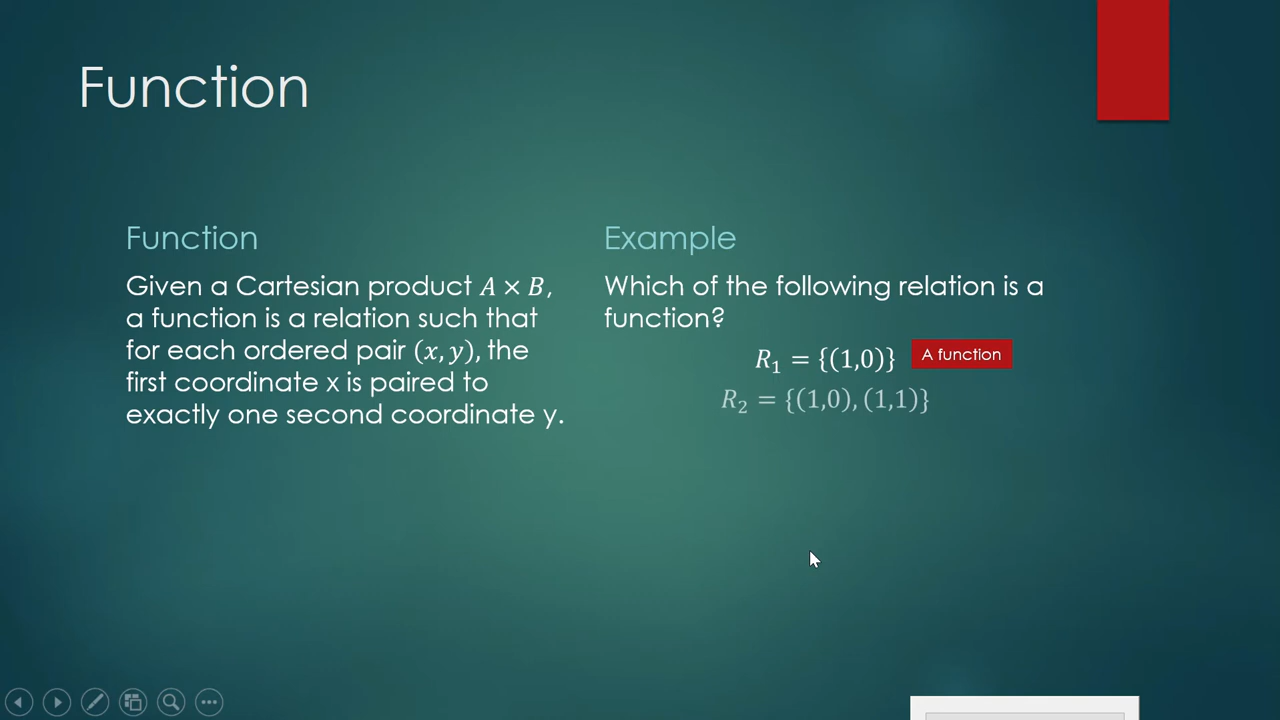 Function
Function
Given a Cartesian product 𝐴 × 𝐵,
a function is a relation such that
for each ordered pair (𝑥, 𝑦), the
first coordinate x is paired to
exactly one second coordinate y.
Example
Which of the following relation is a
function?
𝑅₁ = {(1,0)} A function
𝑅₂ = {(1,0), (1,1)}